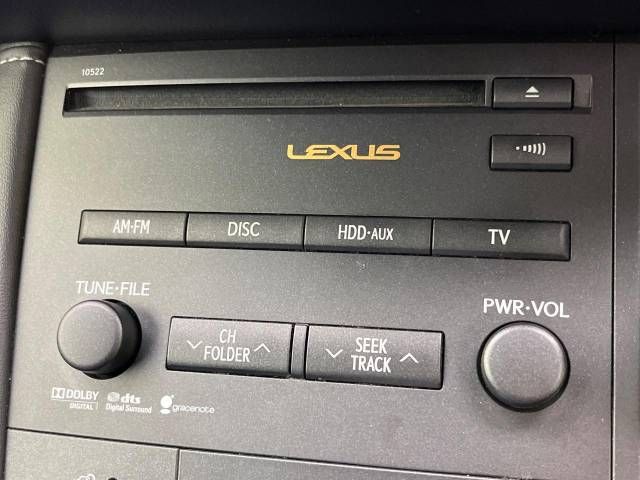 10522
LEXUS
AM·FM DISC HDD·AUX TV
TUNE·FILE
PWR·VOL
CH
FOLDER
SEEK
TRACK
DOLBY
DIGITAL
dts
Digital Surround
gracenote